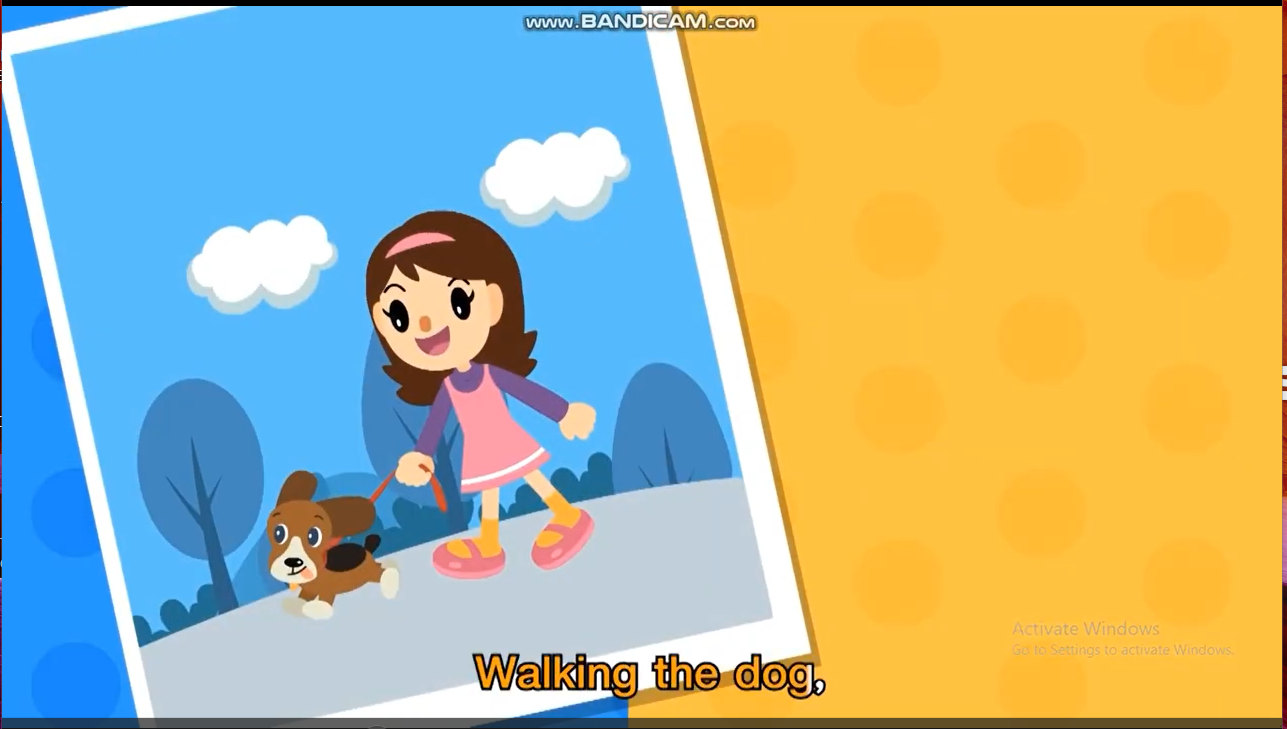 www.BANDICAM.com
Activate Windows
Go to Settings to activate Windows.
Walking the dog,